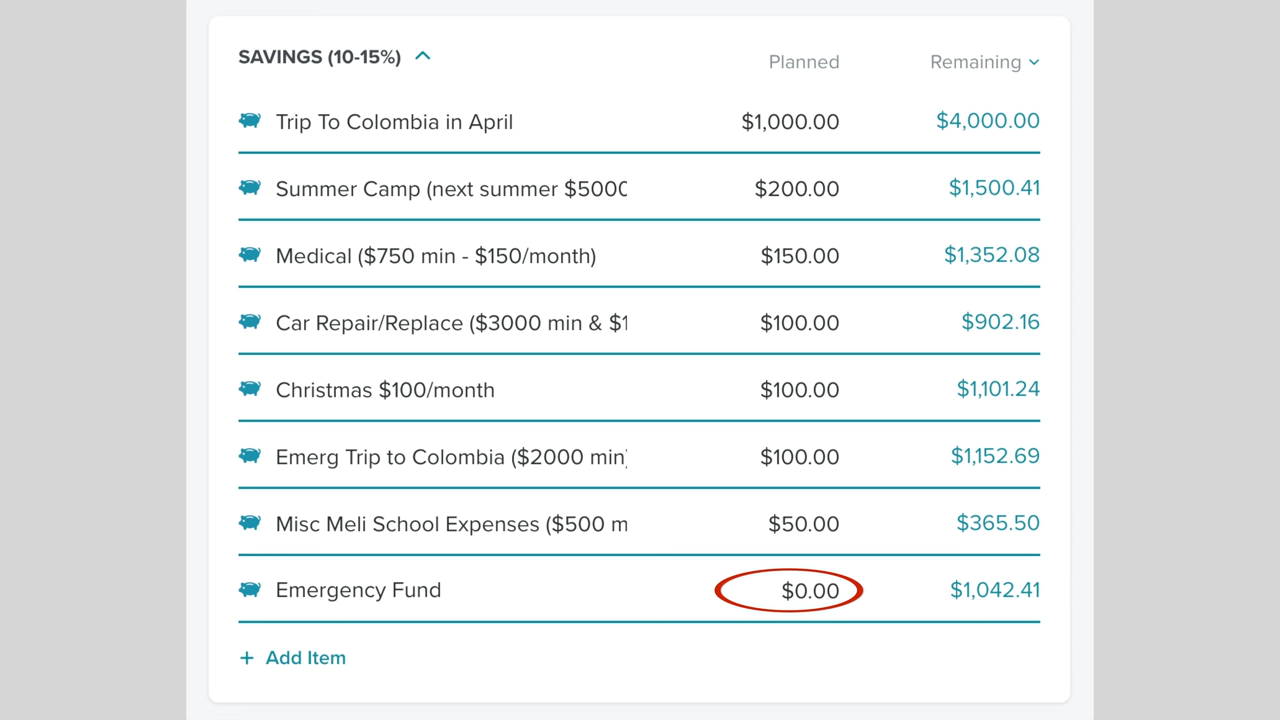 SAVINGS (10-15%) Planned Remaining
Trip To Colombia in April $1,000.00 $4,000.00
Summer Camp (next summer $500 $200.00 $1,500.41
Medical ($750 min - $150/month) $150.00 $1,352.08
Car Repair/Replace ($3000 min & $1 $100.00 $902.16
Christmas $100/month $100.00 $1,101.24
Emerg Trip to Colombia ($2000 min) $100.00 $1,152.69
Misc Meli School Expenses ($500 m $50.00 $365.50
Emergency Fund $0.00 $1,042.41
+ Add Item